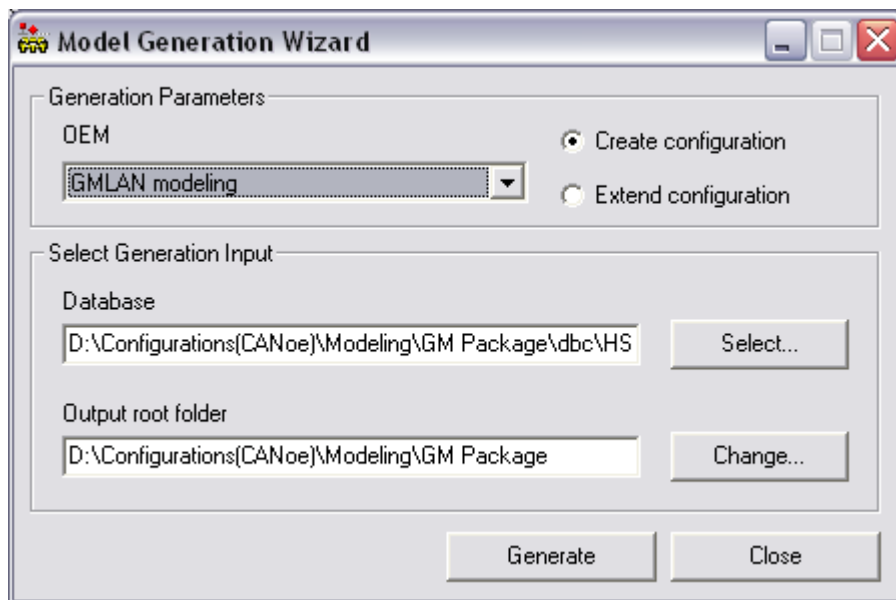 Model Generation Wizard
Generation Parameters
OEM
GMLAN modeling
Create configuration
Extend configuration
Select Generation Input
Database
D:\Configurations(CANoe)\Modeling\GM Package\dbc\HS
Select...
Output root folder
D:\Configurations(CANoe)\Modeling\GM Package
Change...
Generate
Close